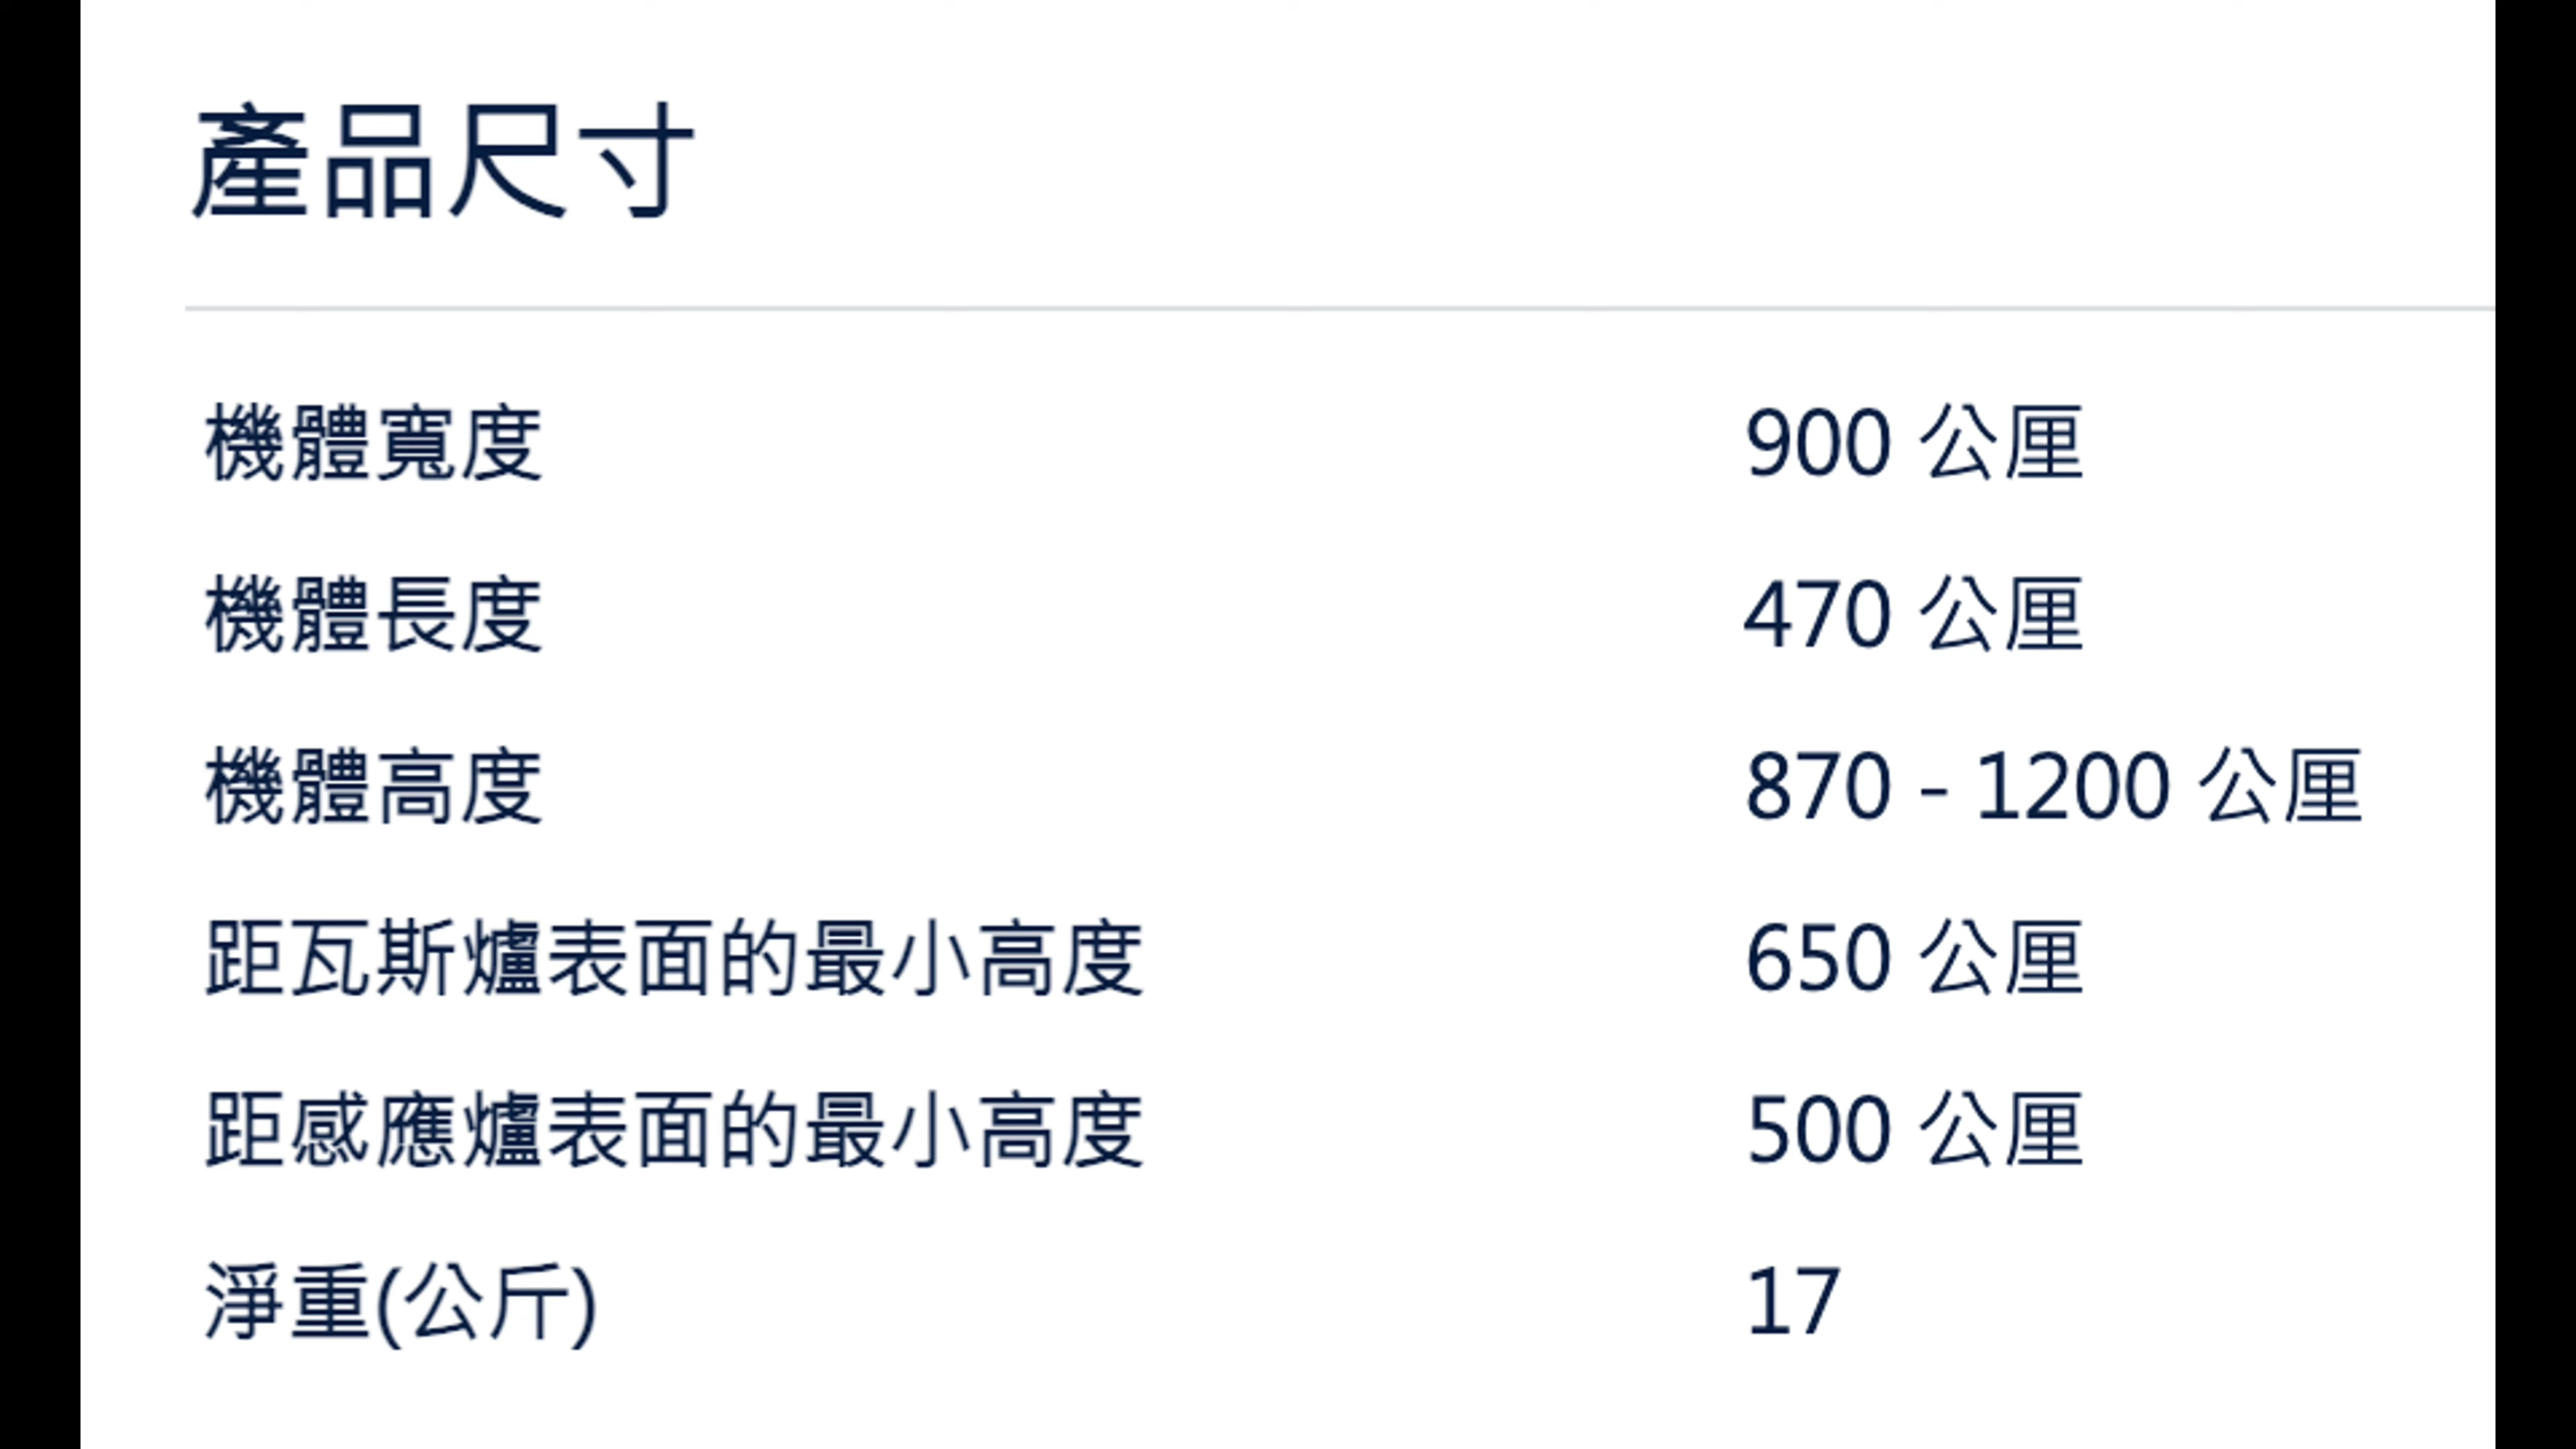 產品尺寸
機體寬度 900 公厘
機體長度 470 公厘
機體高度 870 - 1200 公厘
距瓦斯爐表面的最小高度 650 公厘
距感應爐表面的最小高度 500 公厘
淨重(公斤) 17